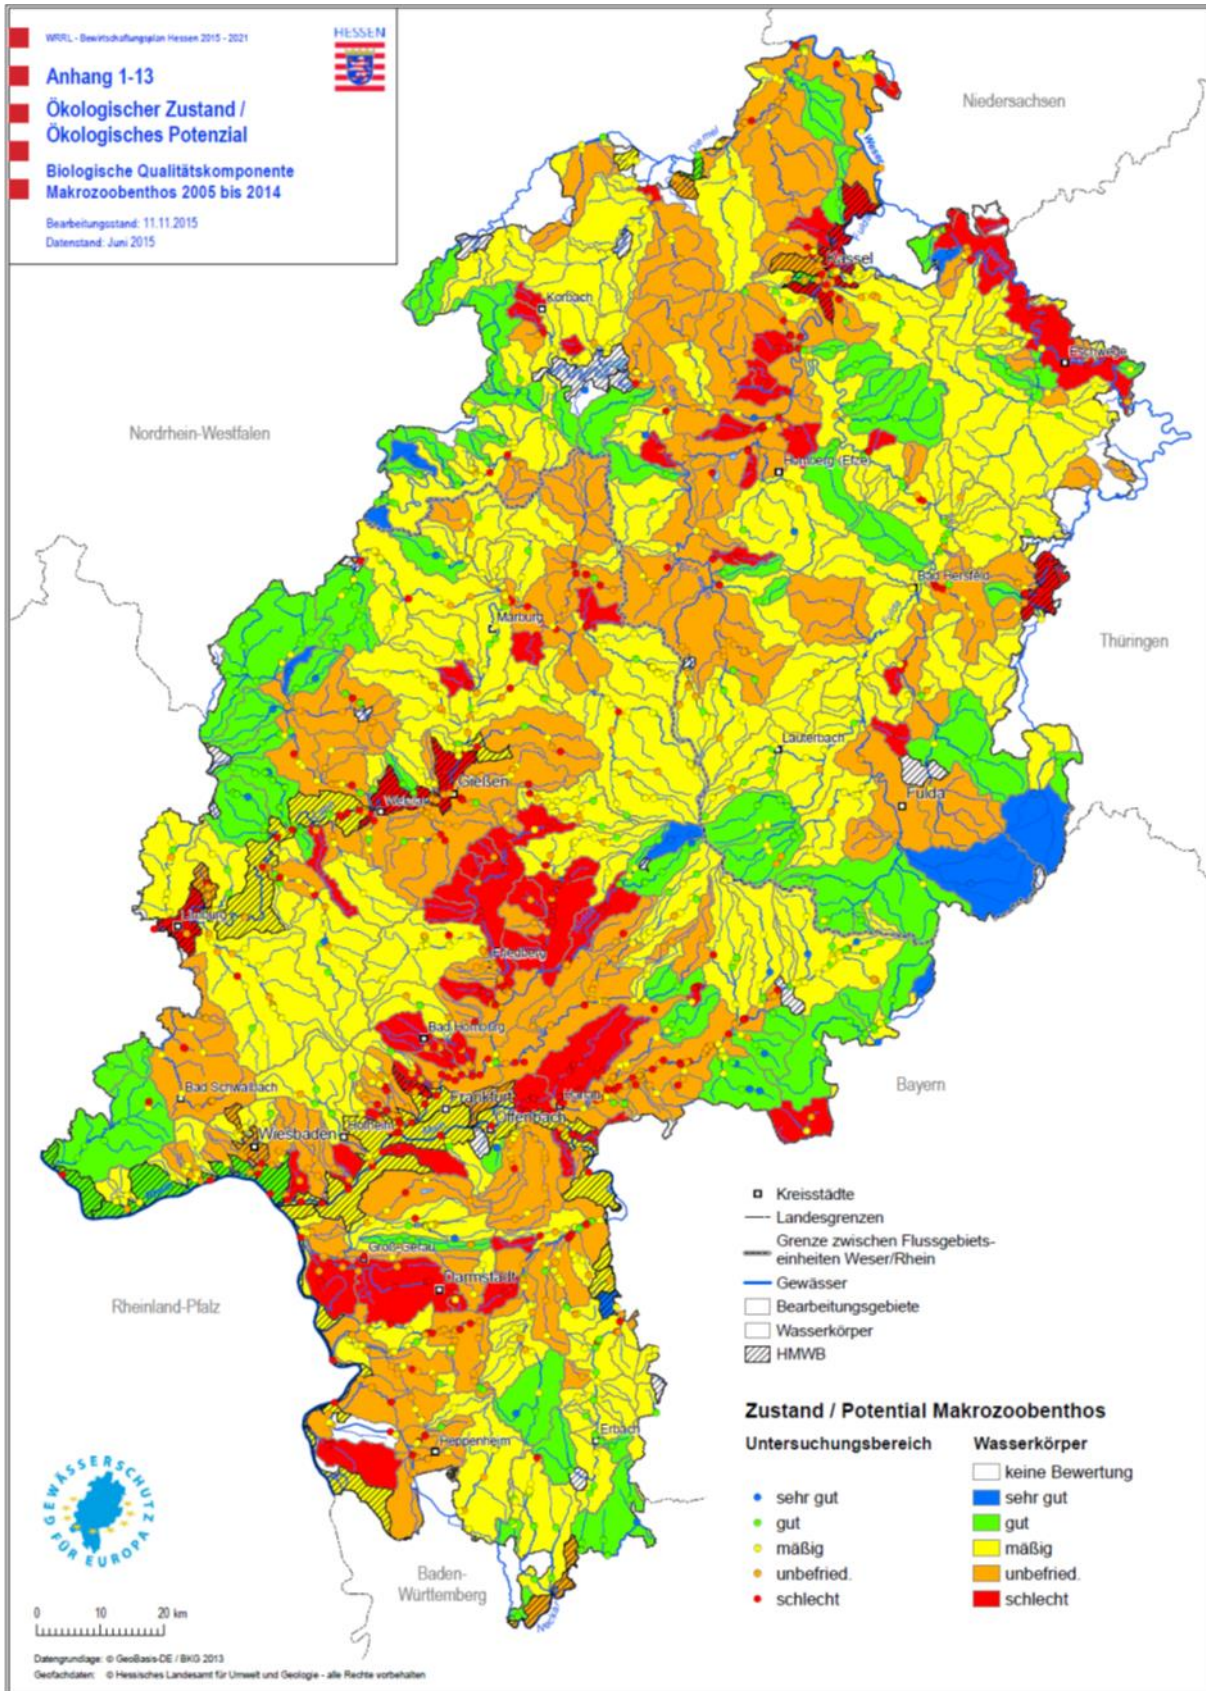 WRRL - Bewirtschaftungsplan Hessen 2015 - 2021
HESSEN
Anhang 1-13
Ökologischer Zustand /
Ökologisches Potenzial
Biologische Qualitätskomponente
Makrozoobenthos 2005 bis 2014
Bearbeitungsstand: 11.11.2015
Datenstand: Juni 2015
Niedersachsen
Diemel
Weser
Fulda
Kassel
Korbach
Eschwege
Nordrhein-Westfalen
Eder
Homberg (Efze)
Bad Hersfeld
Fulda
Marburg
Thüringen
Lauterbach
Gießen
Wetzlar
Fulda
Limburg
Friedberg
Bad Homburg
Bayern
Bad Schwalbach
Frankfurt
Hanau
Offenbach
Hofheim
Wiesbaden
Main
Rhein
Groß-Gerau
Darmstadt
Rheinland-Pfalz
Erbach
Heppenheim
Baden-
Württemberg
Neckar
Kreisstädte
Landesgrenzen
Grenze zwischen Flussgebiets-
einheiten Weser/Rhein
Gewässer
Bearbeitungsgebiete
Wasserkörper
HMWB
Zustand / Potential Makrozoobenthos
Untersuchungsbereich
sehr gut
gut
mäßig
unbefried.
schlecht
Wasserkörper
keine Bewertung
sehr gut
gut
mäßig
unbefried.
schlecht
GEWÄSSERSCHUTZ
FÜR EUROPA
0 10 20 km
Datengrundlage: © GeoBasis-DE / BKG 2013
Geofachdaten: © Hessisches Landesamt für Umwelt und Geologie - alle Rechte vorbehalten